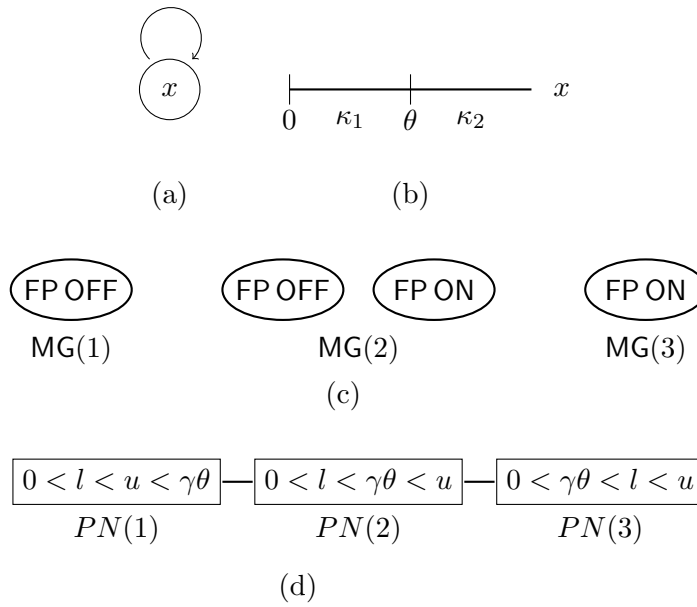 x
0 κ₁ θ κ₂ x
(a) (b)
FP OFF FP OFF FP ON FP ON
MG(1) MG(2) MG(3)
(c)
0 < l < u < γθ 0 < l < γθ < u 0 < γθ < l < u
PN(1) PN(2) PN(3)
(d)